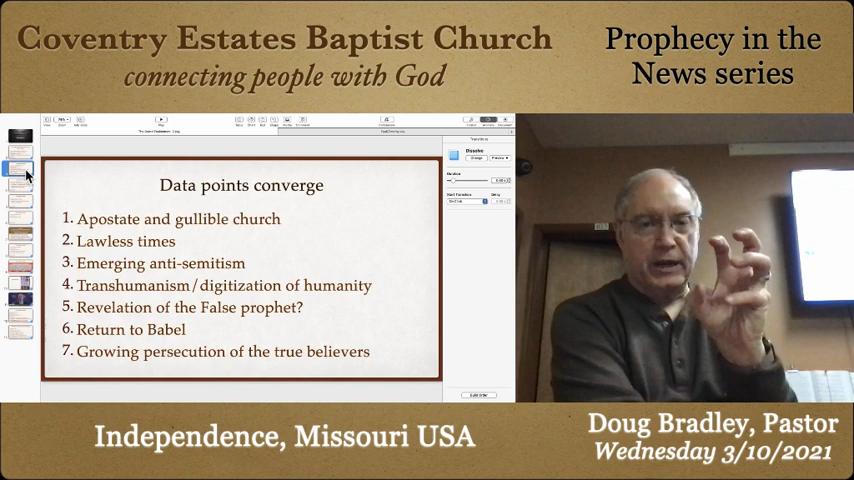 Coventry Estates Baptist Church
connecting people with God
Prophecy in the
News series
Dissolve
Data points converge
1. Apostate and gullible church
2. Lawless times
3. Emerging anti-semitism
4. Transhumanism/digitization of humanity
5. Revelation of the False prophet?
6. Return to Babel
7. Growing persecution of the true believers
Independence, Missouri USA
Doug Bradley, Pastor
Wednesday 3/10/2021